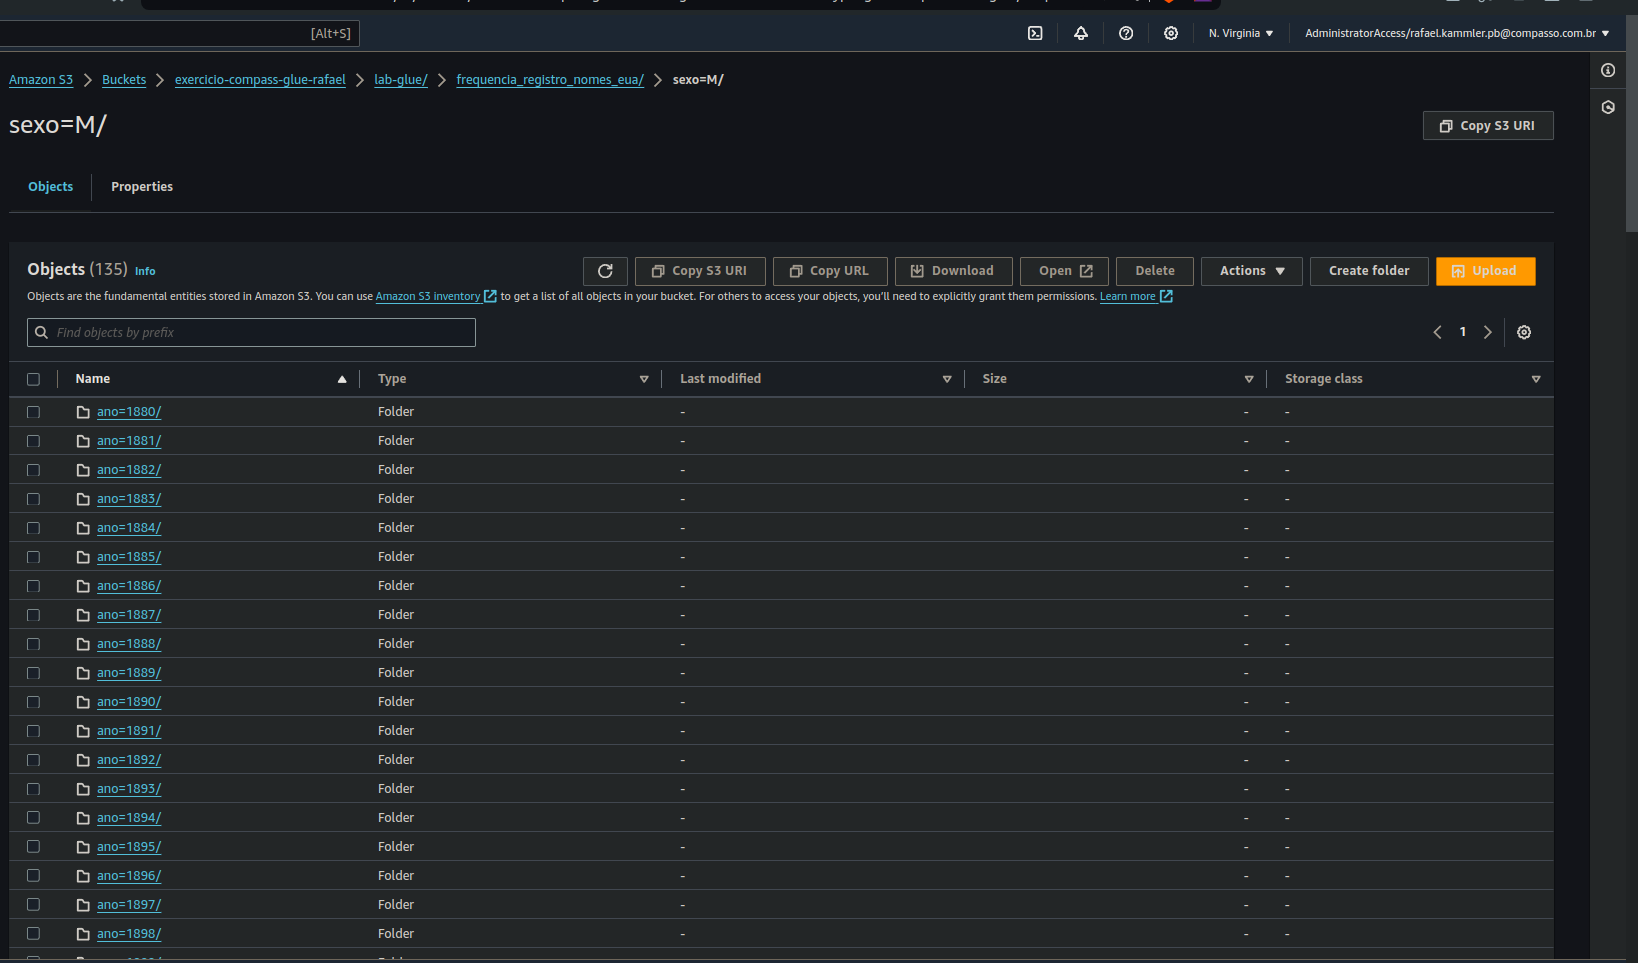 [Alt+S]
N. Virginia
AdministratorAccess/rafael.kammler.pb@compasso.com.br
Amazon S3 Buckets exercicio-compass-glue-rafael lab-glue/ frequencia_registro_nomes_eua/ sexo=M/
sexo=M/
Copy S3 URI
Objects Properties
Objects (135) Info
Copy S3 URI Copy URL Download Open Delete Actions Create folder Upload
Objects are the fundamental entities stored in Amazon S3. You can use Amazon S3 Inventory to get a list of all objects in your bucket. For others to access your objects, you'll need to explicitly grant them permissions. Learn more
Find objects by prefix
1
Name Type Last modified Size Storage class
ano=1880/ Folder - - -
ano=1881/ Folder - - -
ano=1882/ Folder - - -
ano=1883/ Folder - - -
ano=1884/ Folder - - -
ano=1885/ Folder - - -
ano=1886/ Folder - - -
ano=1887/ Folder - - -
ano=1888/ Folder - - -
ano=1889/ Folder - - -
ano=1890/ Folder - - -
ano=1891/ Folder - - -
ano=1892/ Folder - - -
ano=1893/ Folder - - -
ano=1894/ Folder - - -
ano=1895/ Folder - - -
ano=1896/ Folder - - -
ano=1897/ Folder - - -
ano=1898/ Folder - - -